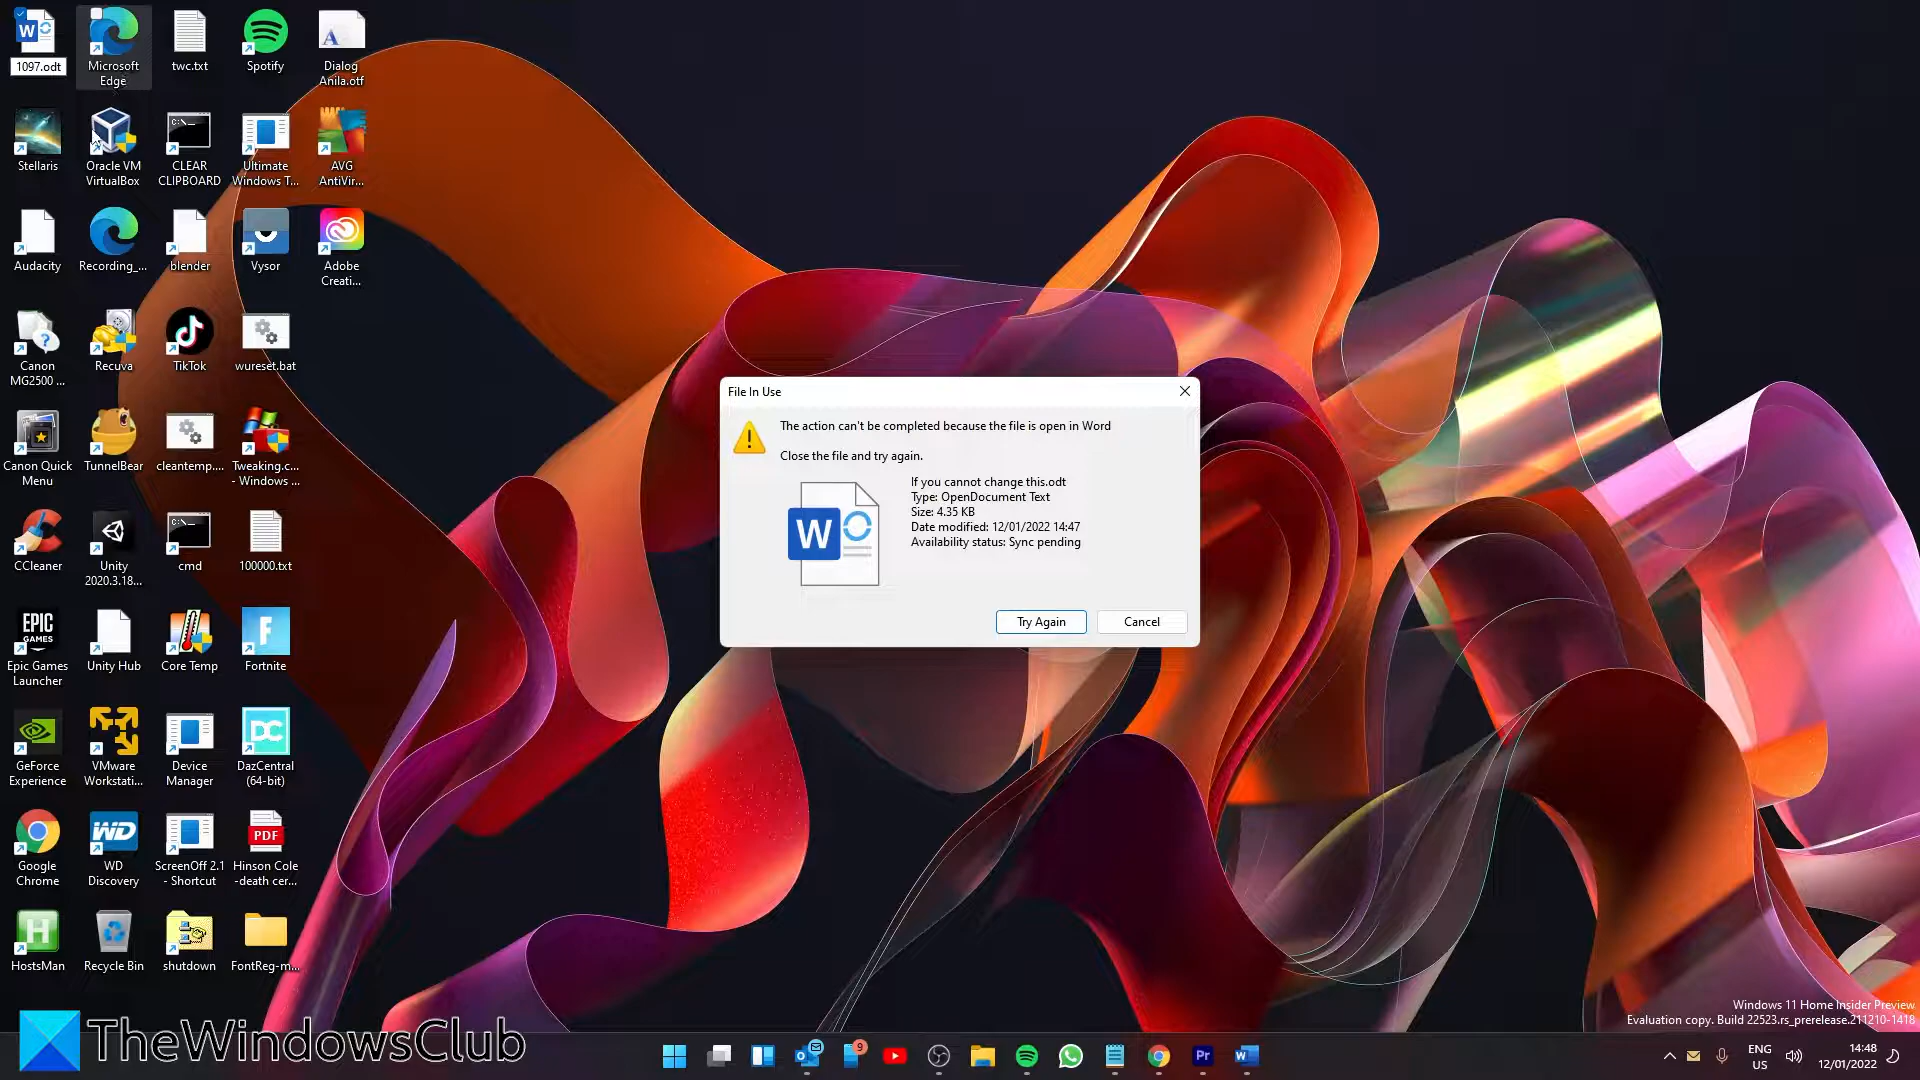 1097.odt
Microsoft
Edge
twc.txt
Spotify
Dialog
Anila.otf
Stellaris
Oracle VM
VirtualBox
CLEAR
CLIPBOARD
Ultimate
Windows T...
AVG
AntiVir...
Audacity
Recording_...
blender
Vysor
Adobe
Creati...
Canon
MG2500 ...
Recuva
TikTok
wureset.bat
Canon Quick
Menu
TunnelBear
cleantemp....
Tweaking.c...
- Windows ...
CCleaner
Unity
2020.3.18...
cmd
100000.txt
EPIC
GAMES
Epic Games
Launcher
Unity Hub
Core Temp
Fortnite
GeForce
Experience
VMware
Workstati...
Device
Manager
DC
DazCentral
(64-bit)
Google
Chrome
WD
WD
Discovery
ScreenOff 2.1
- Shortcut
PDF
Hinson Cole
-death cer...
HostsMan
Recycle Bin
shutdown
FontReg-m...
File In Use
The action can't be completed because the file is open in Word
Close the file and try again.
If you cannot change this.odt
Type: OpenDocument Text
Size: 4.35 KB
Date modified: 12/01/2022 14:47
Availability status: Sync pending
Try Again
Cancel
Windows 11 Home Insider Preview
Evaluation copy. Build 22523.rs_prerelease.211210-1418
TheWindowsClub
9
Pr
ENG
US
14:48
12/01/2022